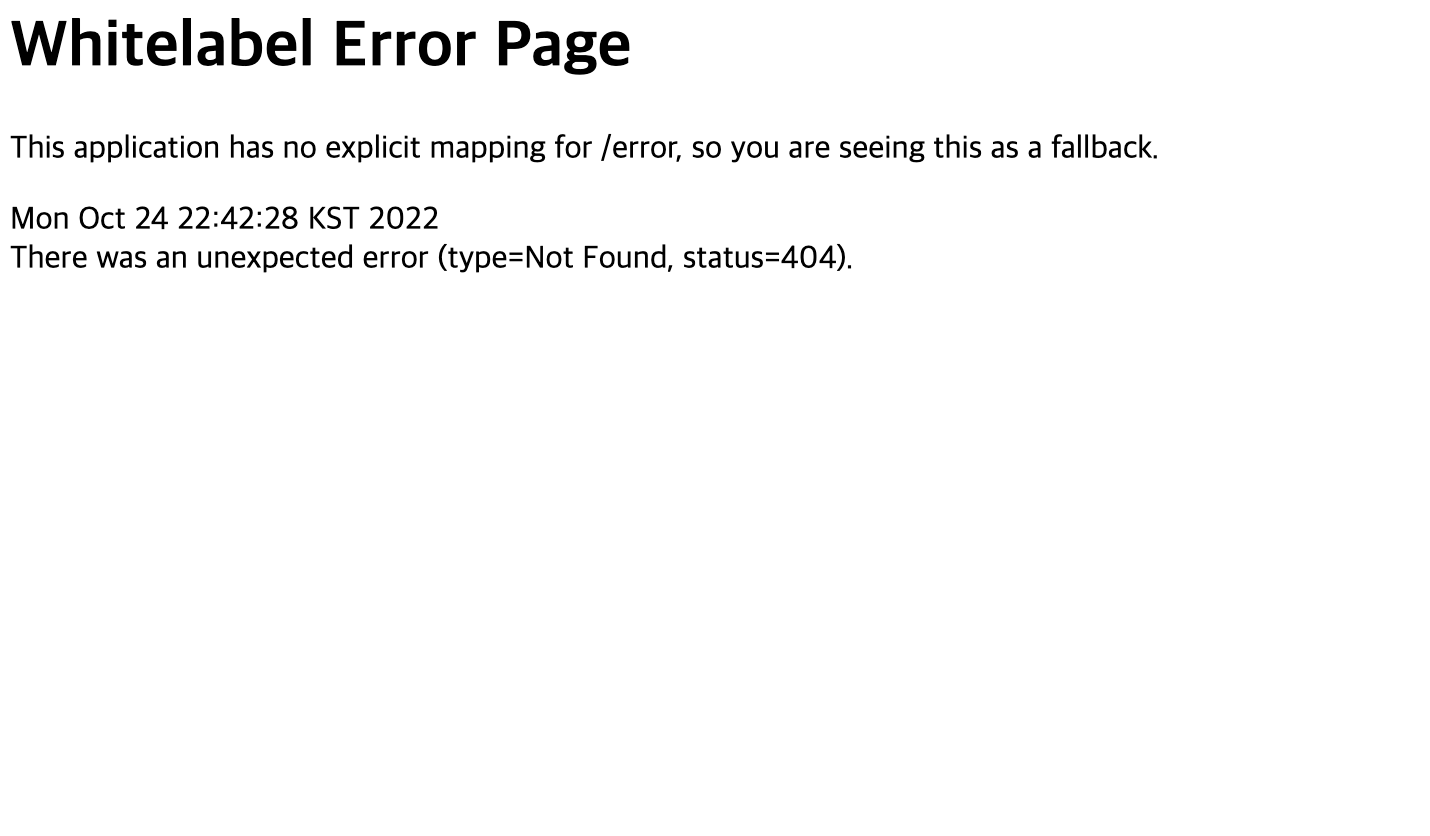 Whitelabel Error Page
This application has no explicit mapping for /error, so you are seeing this as a fallback.
Mon Oct 24 22:42:28 KST 2022
There was an unexpected error (type=Not Found, status=404).